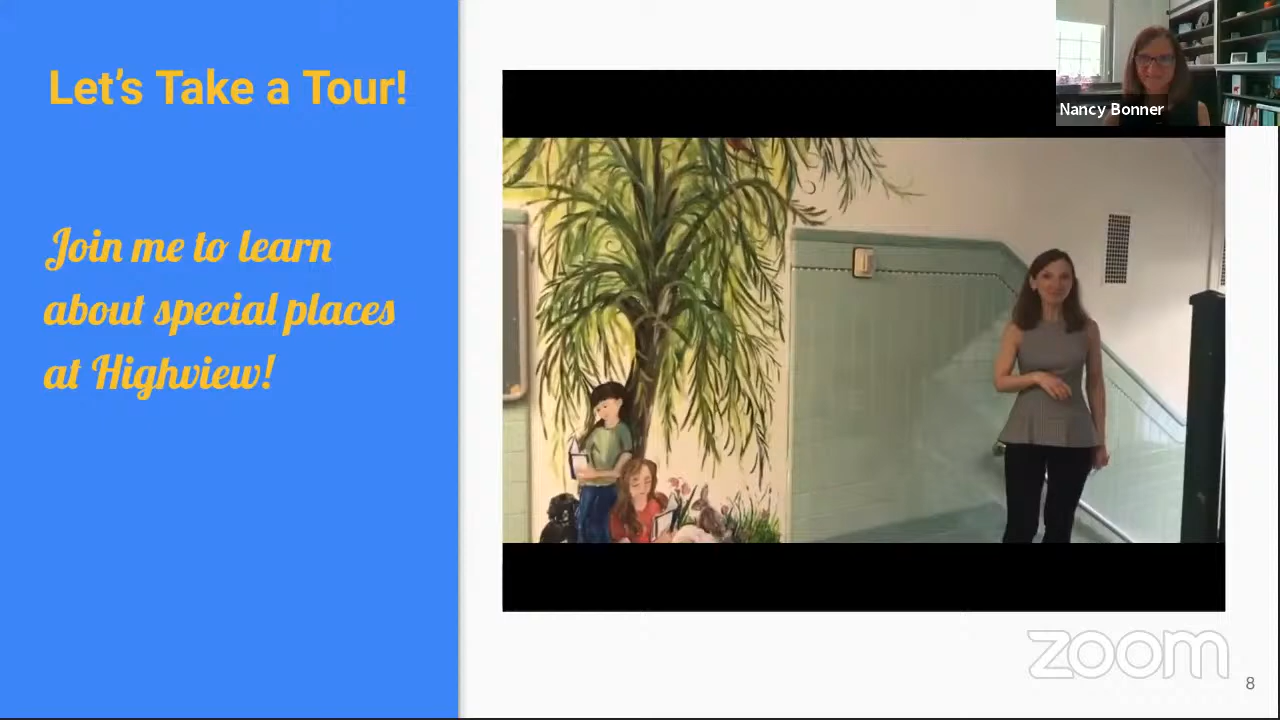 Let's Take a Tour!
Join me to learn
about special places
at Highview!
Nancy Bonner
zoom
8